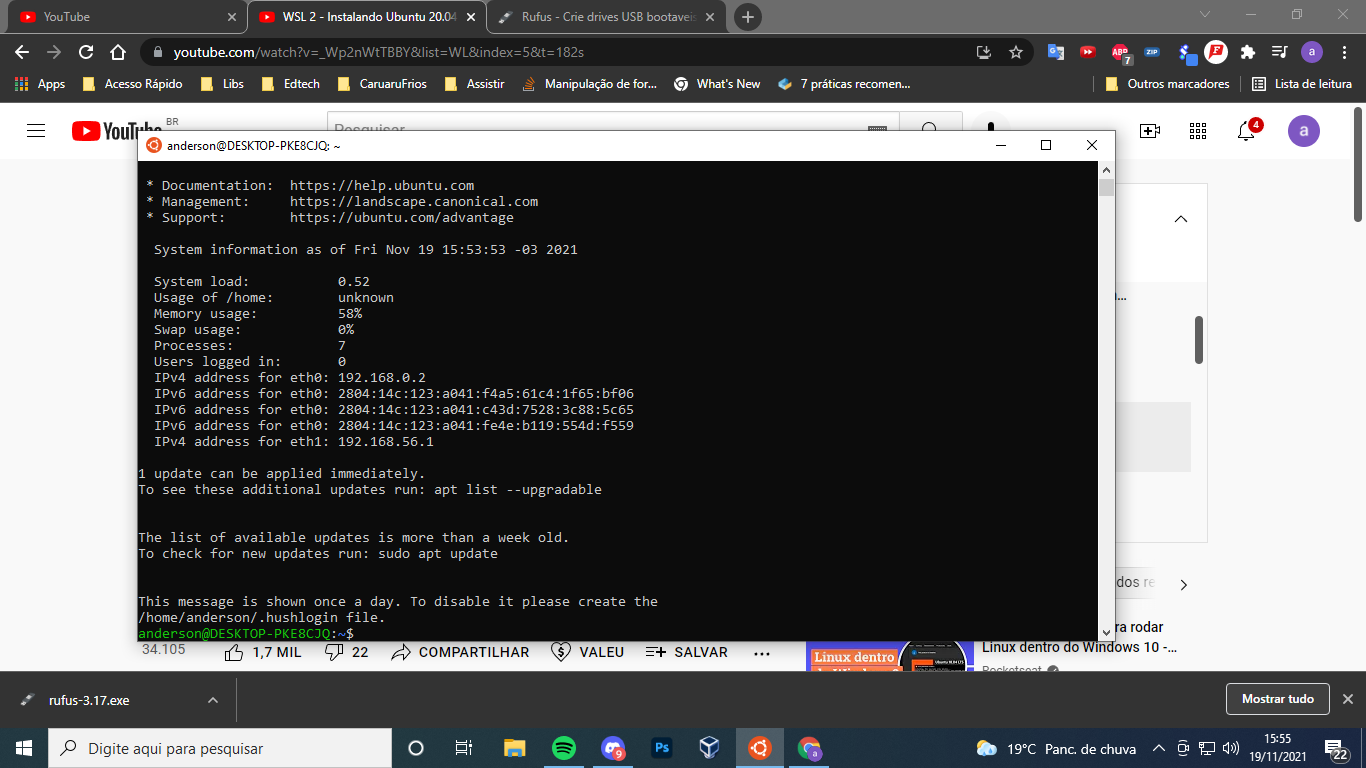 YouTube
WSL 2 - Instalando Ubuntu 20.04
Rufus - Crie drives USB bootaveis
youtube.com/watch?v=_Wp2nWtTBBY&list=WL&index=5&t=182s
ABP
7
ZIP
a
Apps
Acesso Rápido
Libs
Edtech
CaruaruFrios
Assistir
Manipulação de for...
What's New
7 práticas recomen...
Outros marcadores
Lista de leitura
YouTube
BR
Pesquisar
4
a
anderson@DESKTOP-PKE8CJQ: ~
* Documentation: https://help.ubuntu.com
* Management: https://landscape.canonical.com
* Support: https://ubuntu.com/advantage
System information as of Fri Nov 19 15:53:53 -03 2021
System load: 0.52
Usage of /home: unknown
Memory usage: 58%
Swap usage: 0%
Processes: 7
Users logged in: 0
IPv4 address for eth0: 192.168.0.2
IPv6 address for eth0: 2804:14c:123:a041:f4a5:61c4:1f65:bf06
IPv6 address for eth0: 2804:14c:123:a041:c43d:7528:3c88:5c65
IPv6 address for eth0: 2804:14c:123:a041:fe4e:b119:554d:f559
IPv4 address for eth1: 192.168.56.1
1 update can be applied immediately.
To see these additional updates run: apt list --upgradable
The list of available updates is more than a week old.
To check for new updates run: sudo apt update
This message is shown once a day. To disable it please create the
/home/anderson/.hushlogin file.
anderson@DESKTOP-PKE8CJQ:~$
34.105
1,7 MIL
22
COMPARTILHAR
VALEU
SALVAR
dos re
ra rodar
Linux dentro do Windows 10 -...
Rocketseat
Linux dentro
rufus-3.17.exe
Mostrar tudo
Digite aqui para pesquisar
9
Ps
a
19°C Panc. de chuva
15:55
19/11/2021
22